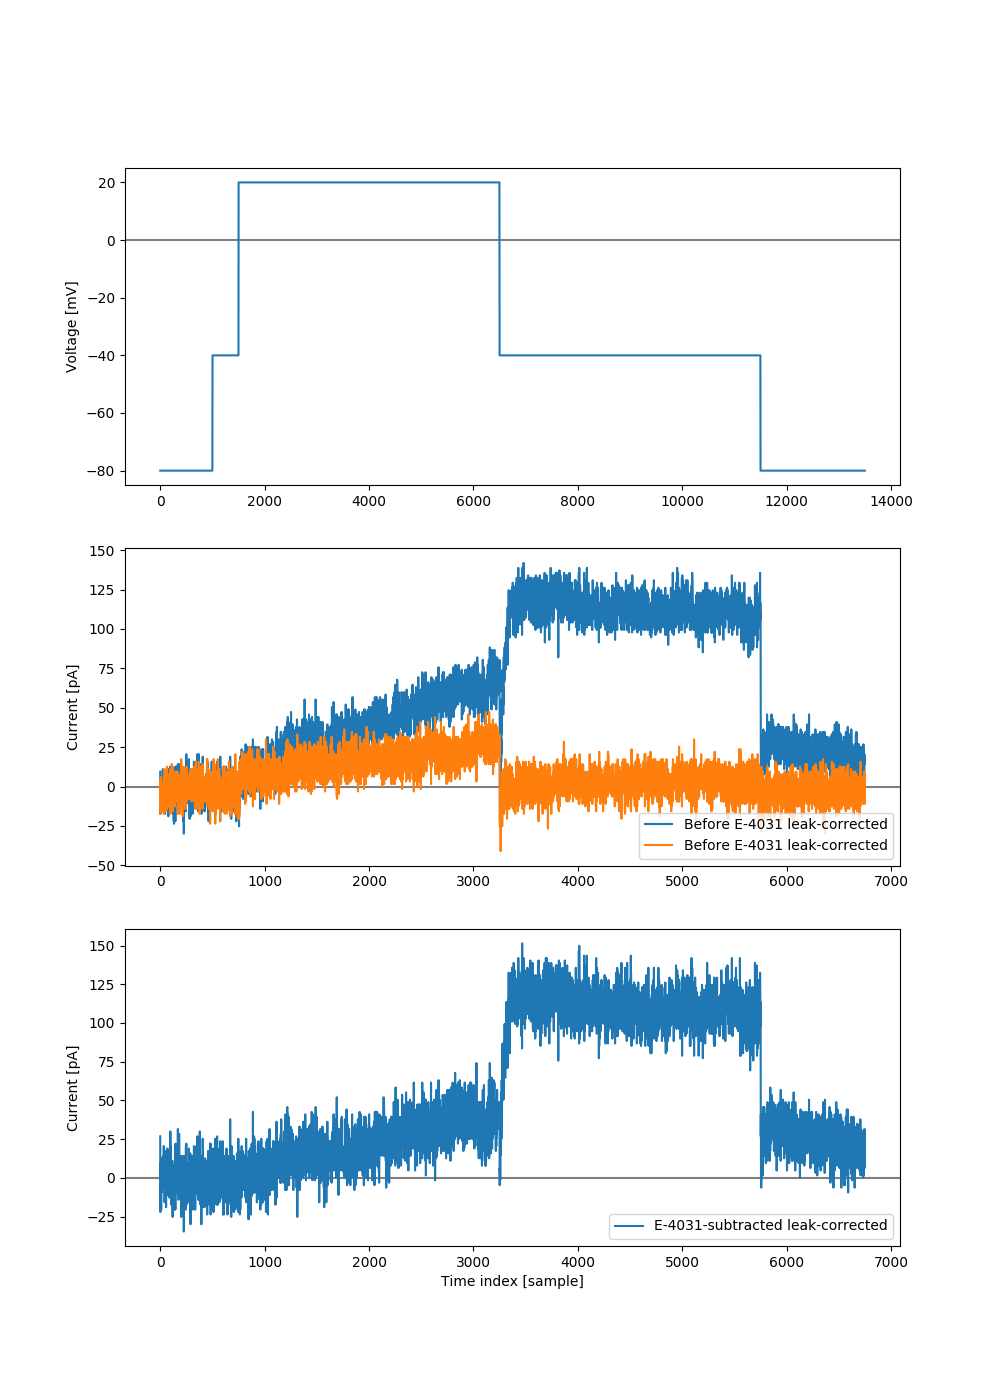 20
0
−20
−40
−60
−80
Voltage [mV]
0 2000 4000 6000 8000 10000 12000 14000
150
125
100
75
50
25
0
−25
−50
Current [pA]
Before E-4031 leak-corrected
Before E-4031 leak-corrected
0 1000 2000 3000 4000 5000 6000 7000
150
125
100
75
50
25
0
−25
Current [pA]
E-4031-subtracted leak-corrected
0 1000 2000 3000 4000 5000 6000 7000
Time index [sample]